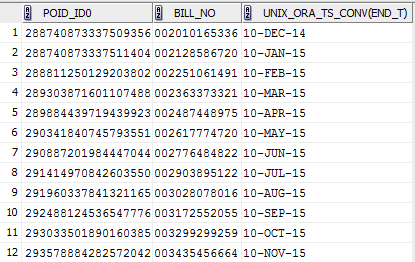 POID_ID0 BILL_NO UNIX_ORA_TS_CONV(END_T)
1 288740873337509356 002010165336 10-DEC-14
2 288740873337511404 002128586720 10-JAN-15
3 288811250129203802 002251061491 10-FEB-15
4 289303871601107488 002363373321 10-MAR-15
5 289884439719439923 002487448975 10-APR-15
6 290341840745793551 002617774720 10-MAY-15
7 290887201984447044 002776484822 10-JUN-15
8 291414970842603550 002903895122 10-JUL-15
9 291960337841321165 003028078016 10-AUG-15
10 292488124536547776 003172552055 10-SEP-15
11 293033501890160385 003299299259 10-OCT-15
12 293578884282572042 003435456664 10-NOV-15